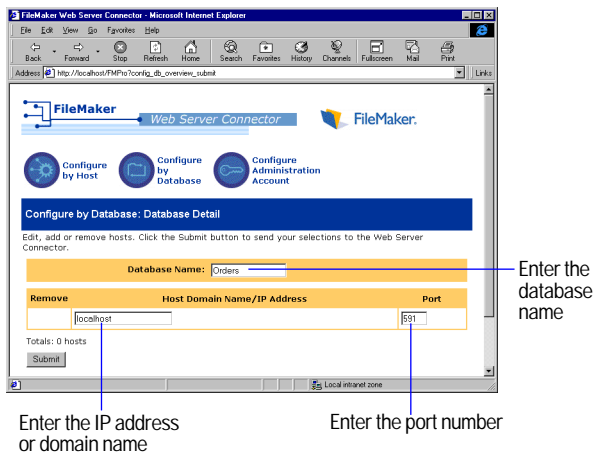 FileMaker Web Server Connector - Microsoft Internet Explorer
File Edit View Go Favorites Help
Back Forward Stop Refresh Home Search Favorites History Channels Fullscreen Mail Print
Address http://localhost/FMPro?config_db_overview_submit Links
FileMaker
Web Server Connector
FileMaker.
Configure by Host
Configure by Database
Configure Administration Account
Configure by Database: Database Detail
Edit, add or remove hosts. Click the Submit button to send your selections to the Web Server
Connector.
Database Name: Orders
Remove Host Domain Name/IP Address Port
localhost 591
Totals: 0 hosts
Submit
Local intranet zone
Enter the
database
name
Enter the IP address
or domain name
Enter the port number